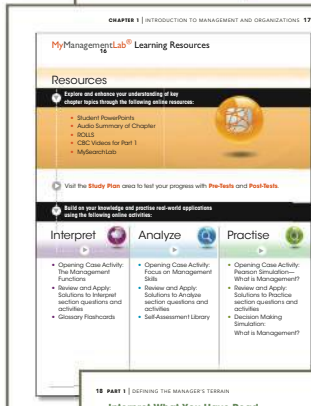 CHAPTER 1 | INTRODUCTION TO MANAGEMENT AND ORGANIZATIONS 17
MyManagementLab® Learning Resources
16
Resources
Explore and enhance your understanding of key
chapter topics through the following online resources:
• Student PowerPoints
• Audio Summary of Chapter
• ROLLS
• CBC Videos for Part 1
• MySearchLab
Visit the Study Plan area to test your progress with Pre-Tests and Post-Tests.
Build on your knowledge and practise real-world applications
using the following online activities:
Interpret
• Opening Case Activity:
The Management
Functions
• Review and Apply:
Solutions to Interpret
section questions and
activities
• Glossary Flashcards
Analyze
• Opening Case Activity:
Focus on Management
Skills
• Review and Apply:
Solutions to Analyze
section questions and
activities
• Self-Assessment Library
Practise
• Opening Case Activity:
Pearson Simulation—
What is Management?
• Review and Apply:
Solutions to Practice
section questions and
activities
• Decision Making
Simulation:
What is Management?
18 PART 1 | DEFINING THE MANAGER'S TERRAIN
Interpret What You Have Read